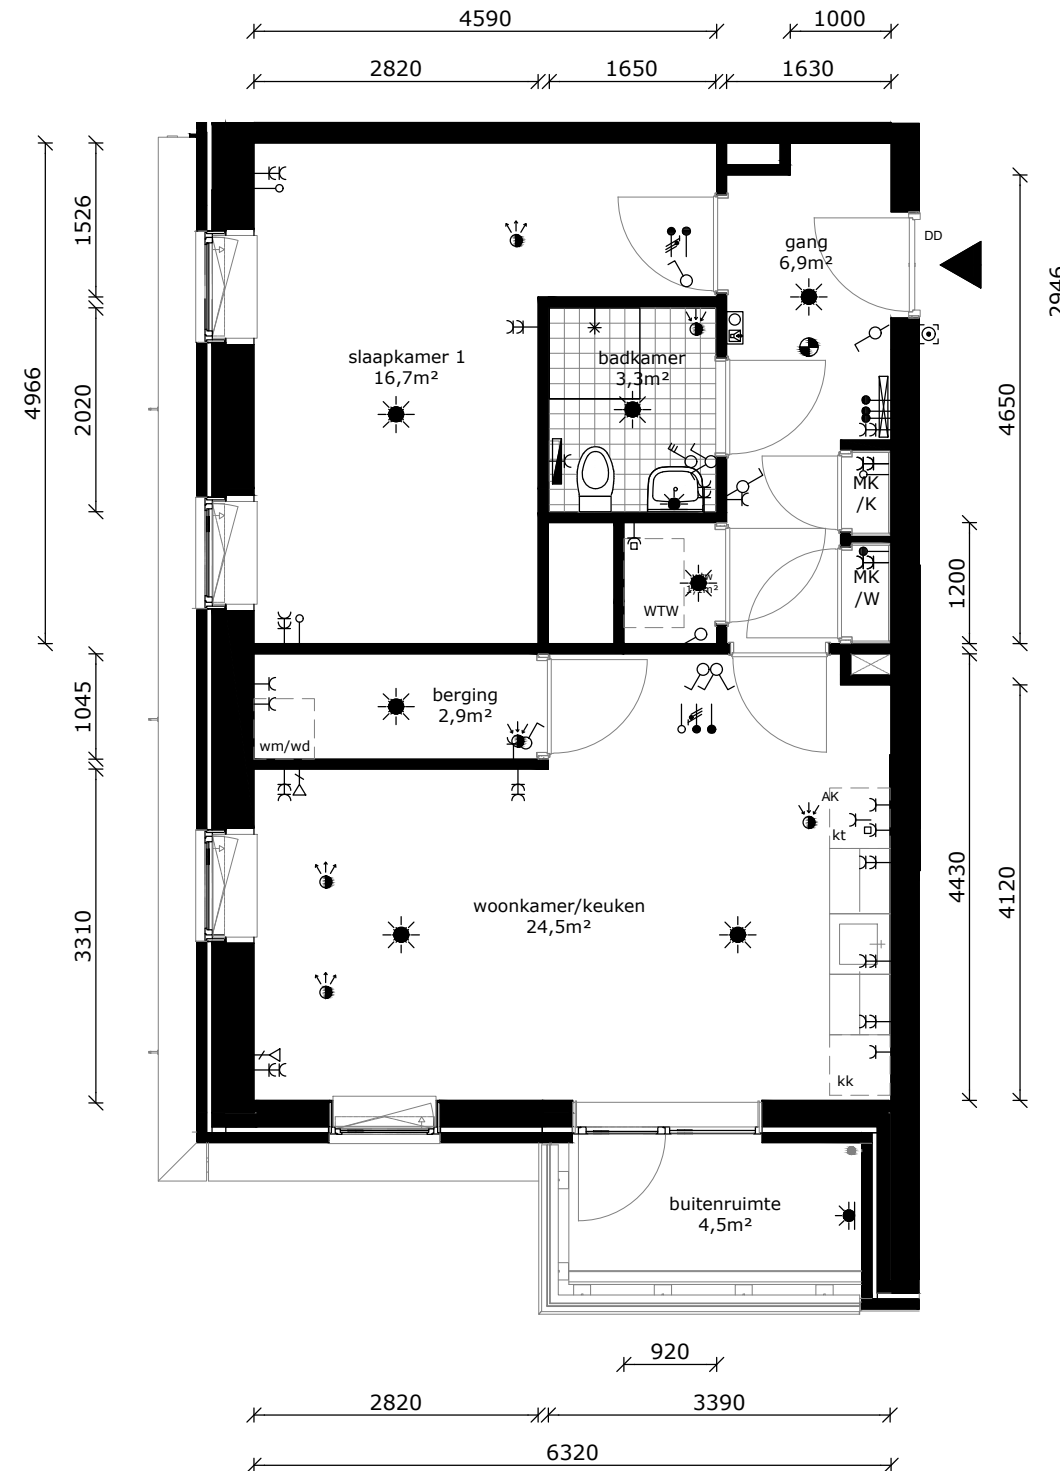 4590
1000
2820
1650
1630
1526
2020
4966
1045
3310
2946
4650
1200
4430
4120
gang
6,9m²
DD
slaapkamer 1
16,7m²
badkamer
3,3m²
MK
/K
MK
/W
WTW
berging
2,9m²
wm/wd
AK
kt
woonkamer/keuken
24,5m²
kk
buitenruimte
4,5m²
920
2820
3390
6320